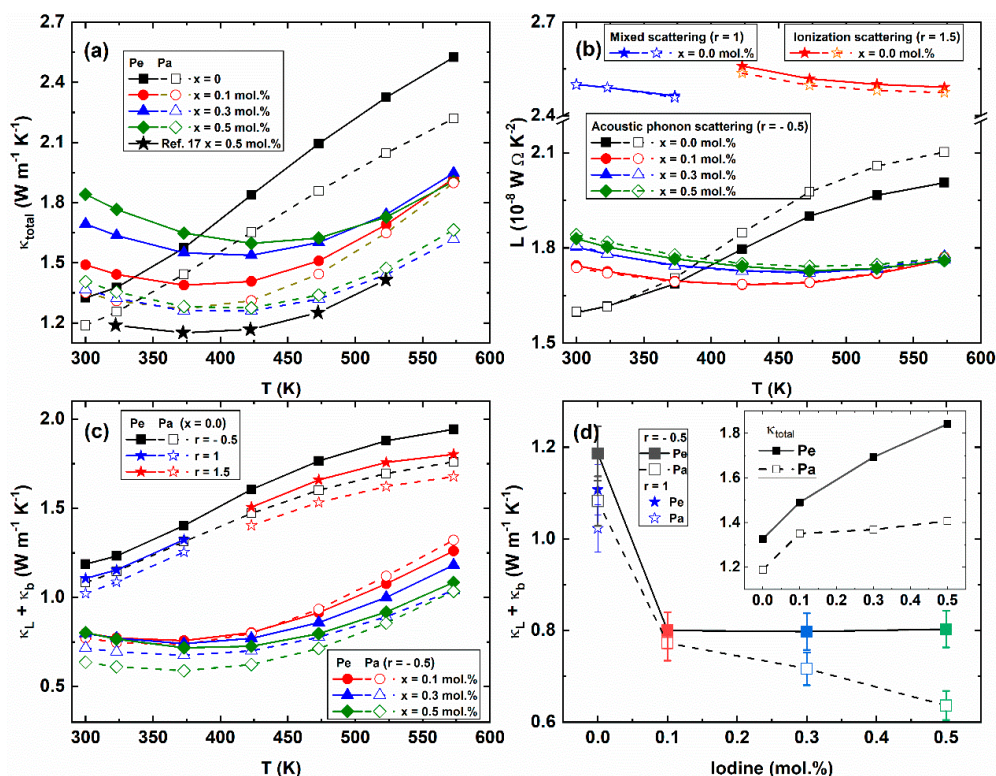 (a)
Pe Pa
x = 0
x = 0.1 mol.%
x = 0.3 mol.%
x = 0.5 mol.%
Ref. 17 x = 0.5 mol.%
κtotal (W m-1 K-1)
2.7
2.4
2.1
1.8
1.5
1.2
300 350 400 450 500 550 600
T (K)
(b)
Mixed scattering (r = 1)
x = 0.0 mol.%
Ionization scattering (r = 1.5)
x = 0.0 mol.%
Acoustic phonon scattering (r = - 0.5)
x = 0.0 mol.%
x = 0.1 mol.%
x = 0.3 mol.%
x = 0.5 mol.%
L (10-8 W Ω K-2)
2.7
2.4
2.1
1.8
1.5
300 350 400 450 500 550 600
T (K)
(c)
Pe Pa (x = 0.0)
r = - 0.5
r = 1
r = 1.5
Pe Pa (r = - 0.5)
x = 0.1 mol.%
x = 0.3 mol.%
x = 0.5 mol.%
κL + κb (W m-1 K-1)
2.0
1.5
1.0
0.5
300 350 400 450 500 550 600
T (K)
(d)
r = - 0.5
Pe
Pa
r = 1
Pe
Pa
κtotal
Pe
Pa
1.8
1.6
1.4
1.2
0.0 0.1 0.2 0.3 0.4 0.5
κL + κb (W m-1 K-1)
1.2
1.0
0.8
0.6
0.0 0.1 0.2 0.3 0.4 0.5
Iodine (mol.%)